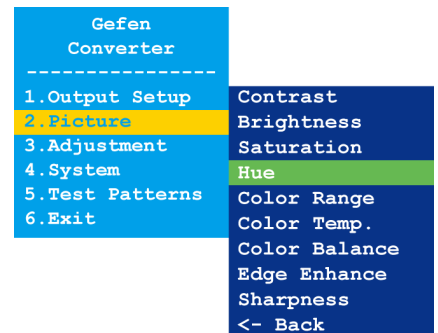 Gefen
Converter
----------------
1.Output Setup
2.Picture
3.Adjustment
4.System
5.Test Patterns
6.Exit
Contrast
Brightness
Saturation
Hue
Color Range
Color Temp.
Color Balance
Edge Enhance
Sharpness
<- Back